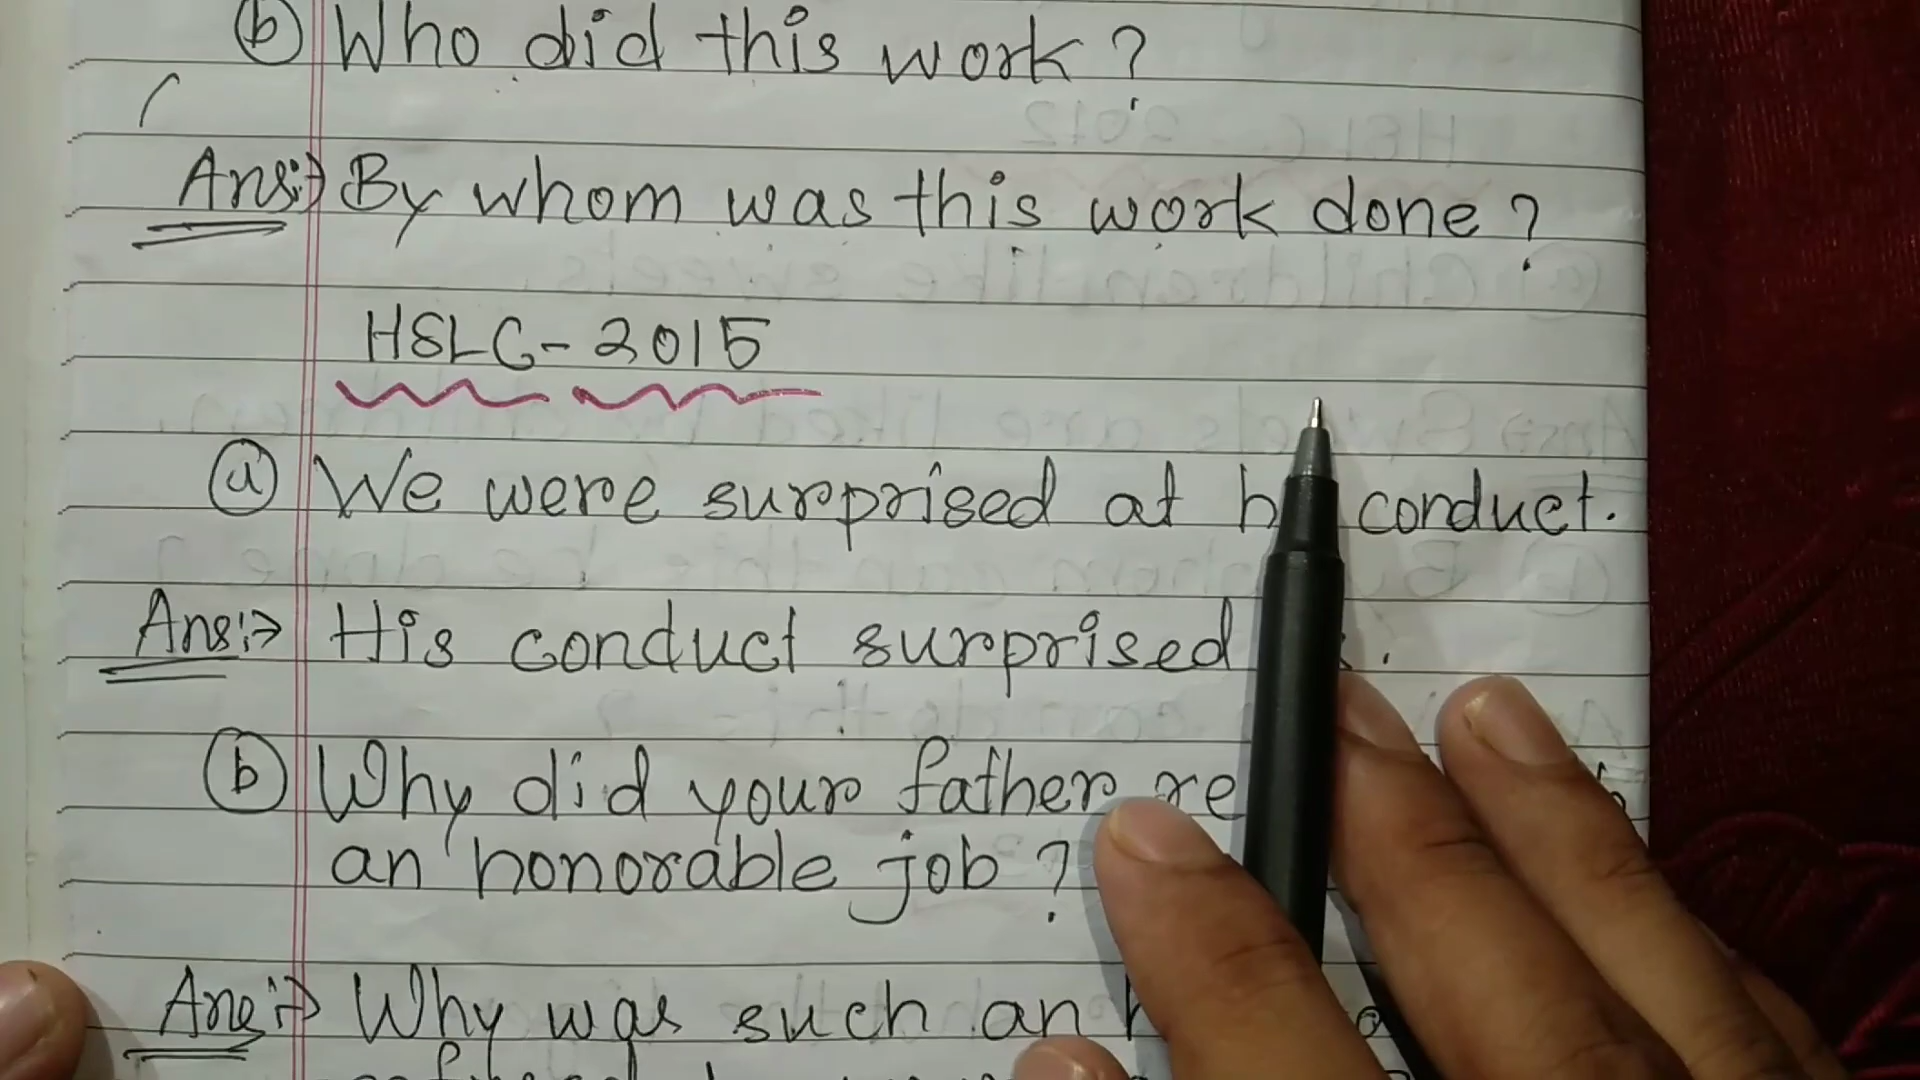 ⓑ Who did this work?
Ans:→ By whom was this work done?
HSLC-2015
ⓐ We were surprised at conduct.
Ans:→ His conduct surprised
ⓑ Why did your father
an honorable job?
Ans:→ Why was such an